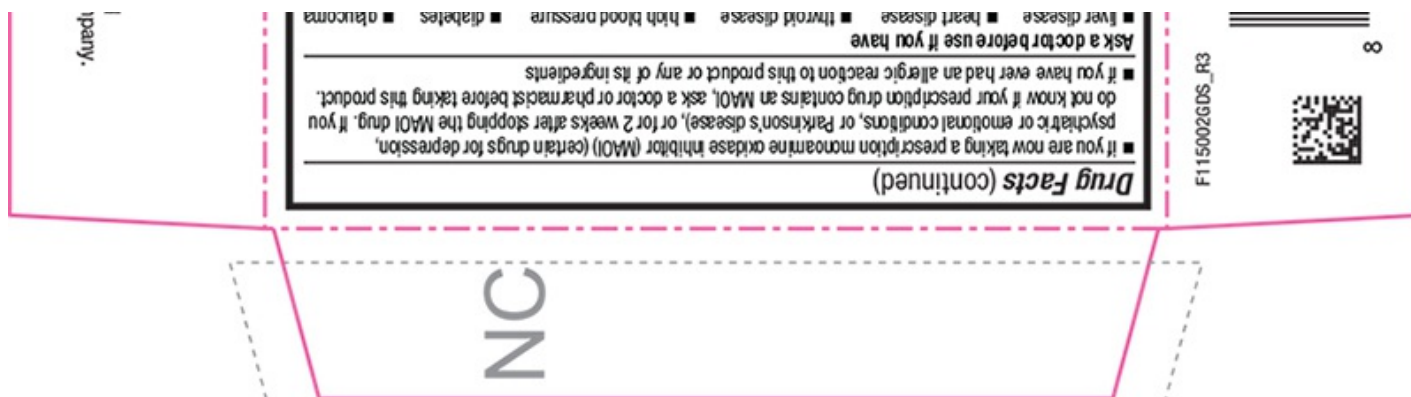 Drug Facts (continued)
■ if you are now taking a prescription monoamine oxidase inhibitor (MAOI) (certain drugs for depression,
psychiatric or emotional conditions, or Parkinson's disease), or for 2 weeks after stopping the MAOI drug. If you
do not know if your prescription drug contains an MAOI, ask a doctor or pharmacist before taking this product.
■ if you have ever had an allergic reaction to this product or any of its ingredients
Ask a doctor before use if you have
■ liver disease ■ heart disease ■ thyroid disease ■ high blood pressure ■ diabetes ■ glaucoma
F115002GDS_R3
8
NC